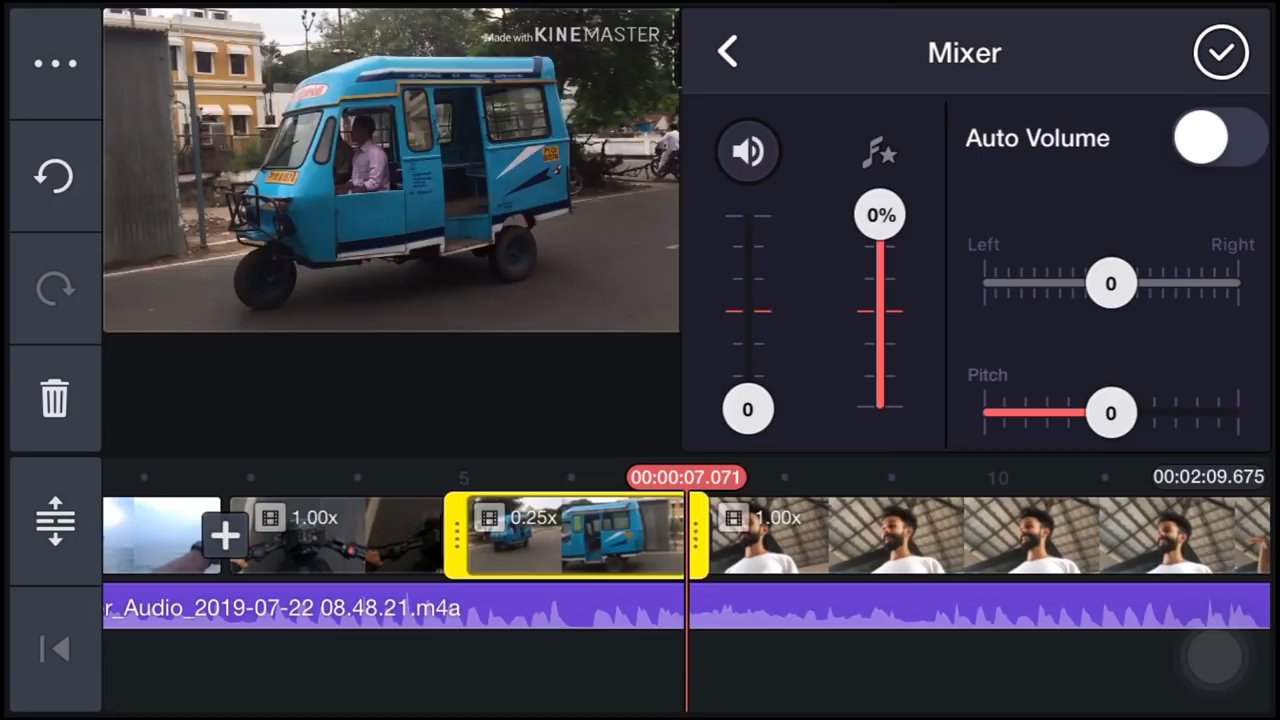 Made with KINEMASTER
Mixer
Auto Volume
0%
Left
Right
0
Pitch
0
0
5
00:00:07.071
10
00:02:09.675
1.00x
0.25x
1.00x
r_Audio_2019-07-22 08.48.21.m4a